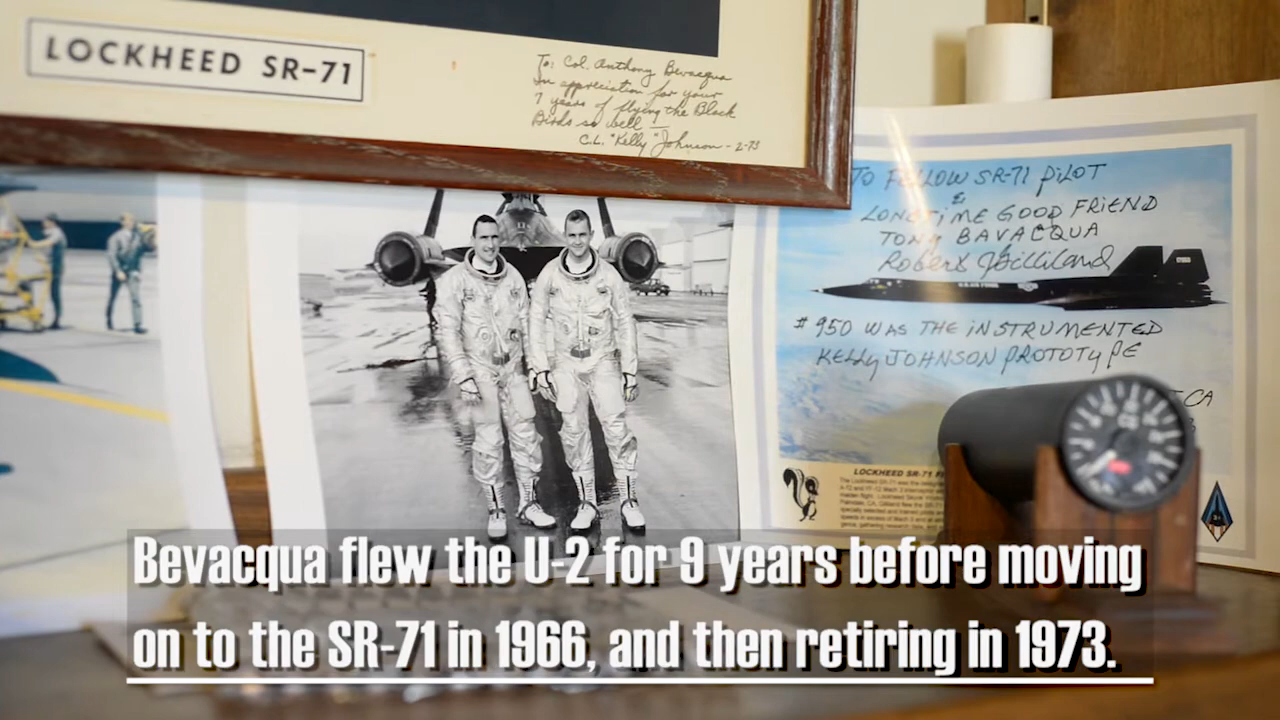 LOCKHEED SR-71
To: Col. Anthony Bevacqua
In appreciation for your
7 years of flying the Black
Birds so well
C.L. "Kelly" Johnson - 2-73
TO FELLOW SR-71 PILOT
&
LONGTIME GOOD FRIEND
TONY BAVACQUA
Robert J Gilliland
# 950 WAS THE INSTRUMENTED
KELLY JOHNSON PROTOTYPE
CA
LOCKHEED SR-71
Bevacqua flew the U-2 for 9 years before moving
on to the SR-71 in 1966, and then retiring in 1973.